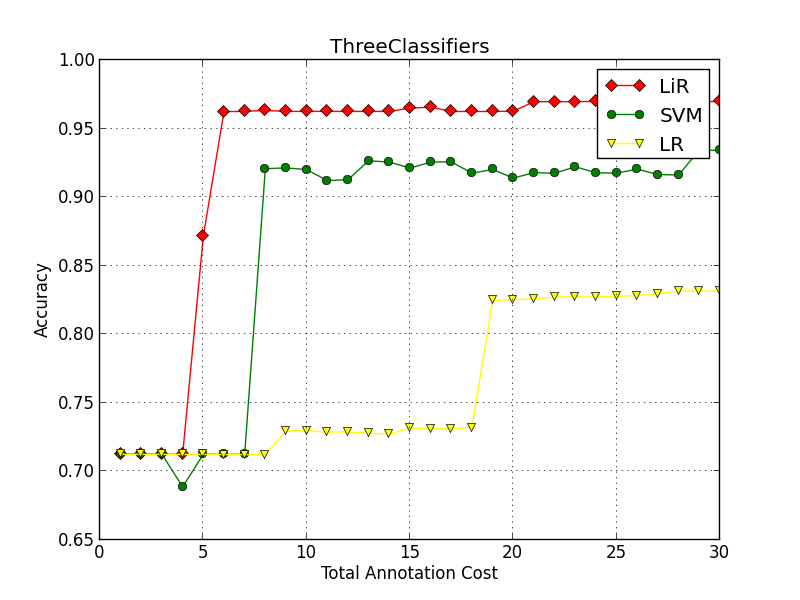 ThreeClassifiers
1.00
0.95
0.90
0.85
0.80
0.75
0.70
0.65
Accuracy
LiR
SVM
LR
0 5 10 15 20 25 30
Total Annotation Cost